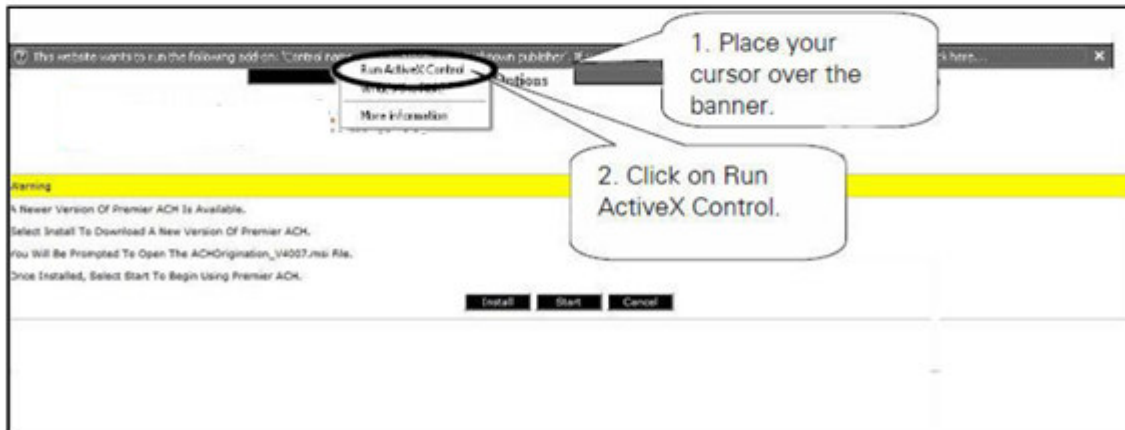 This website wants to run the following add-on: 'Control name
own publisher'. If
k here...
Run ActiveX Control
More information
Options
1. Place your
cursor over the
banner.
2. Click on Run
ActiveX Control.
Warning
A Newer Version Of Premier ACH Is Available.
Select Install To Download A New Version Of Premier ACH.
You Will Be Prompted To Open The ACHOrigination_V4007.msi File.
Once Installed, Select Start To Begin Using Premier ACH.
Install Start Cancel